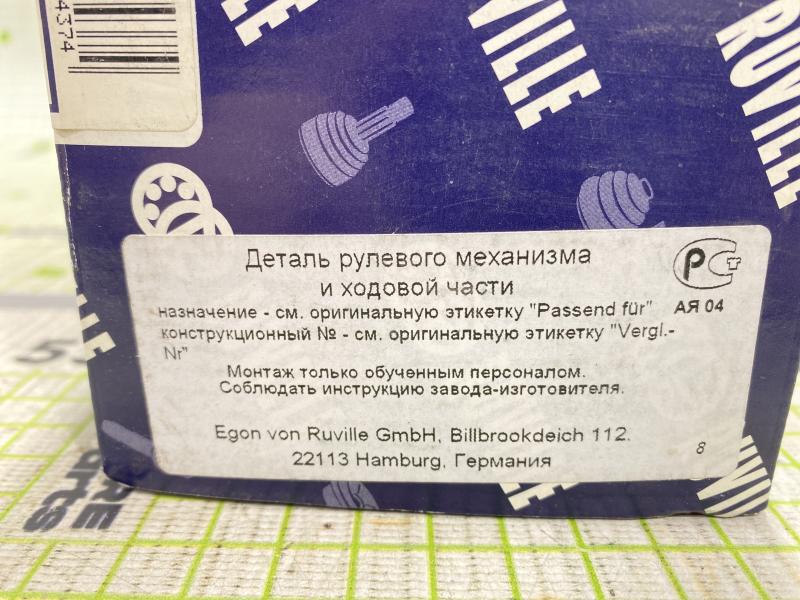 4374
RUVILLE
Деталь рулевого механизма
и ходовой части
назначение - см. оригинальную этикетку "Passend für"
АЯ 04
конструкционный № - см. оригинальную этикетку "Vergl.-
Nr"
Монтаж только обученным персоналом.
Соблюдать инструкцию завода-изготовителя.
Egon von Ruville GmbH, Billbrookdeich 112.
22113 Hamburg, Германия
8